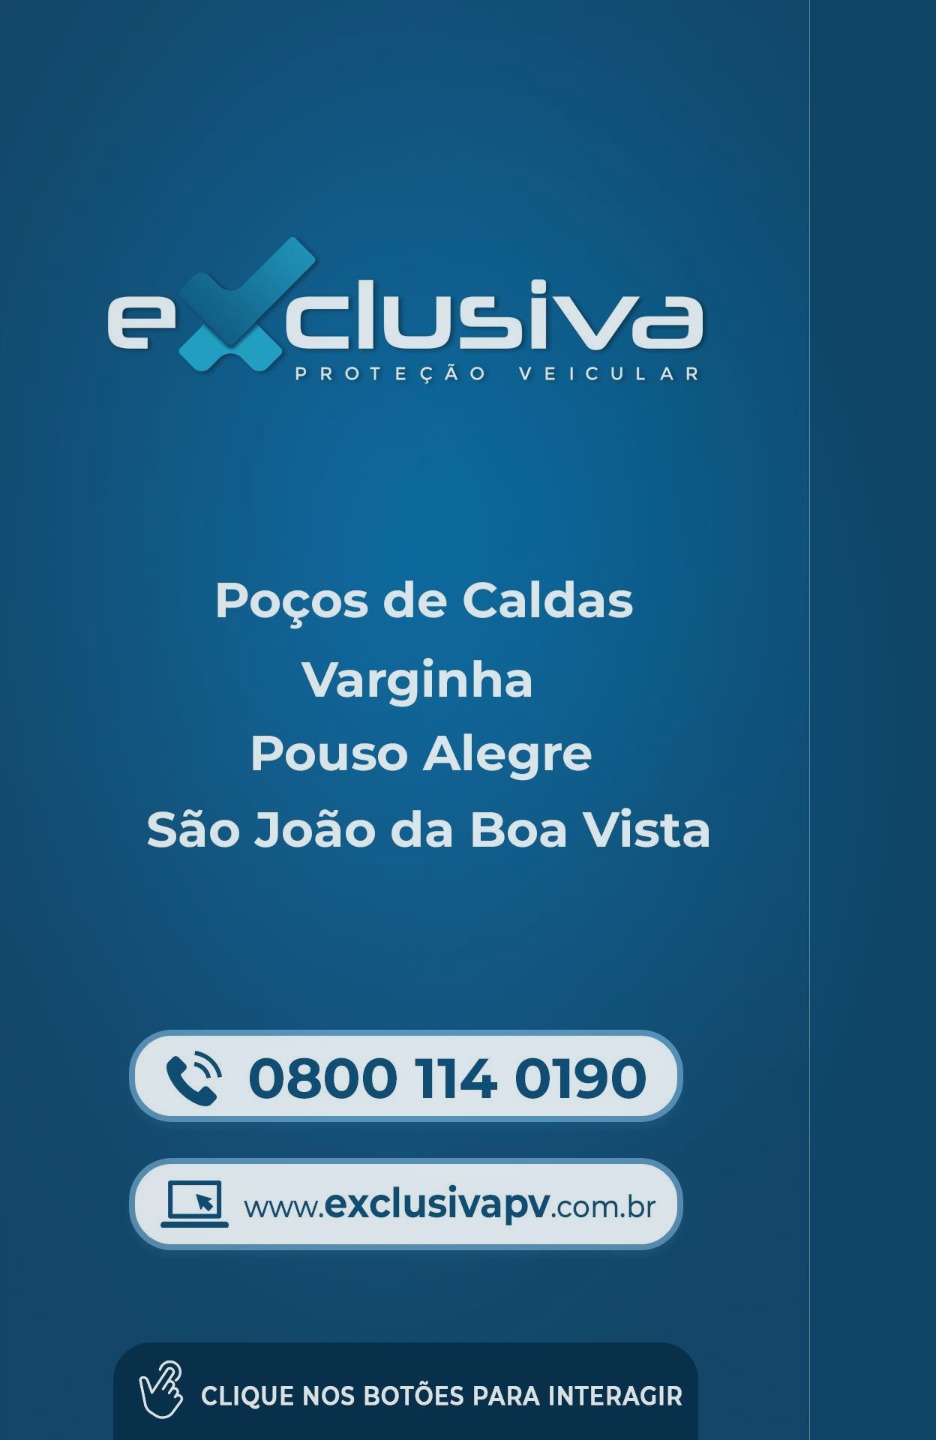 exclusiva
PROTEÇÃO VEICULAR
Poços de Caldas
Varginha
Pouso Alegre
São João da Boa Vista
0800 114 0190
www.exclusivapv.com.br
CLIQUE NOS BOTÕES PARA INTERAGIR